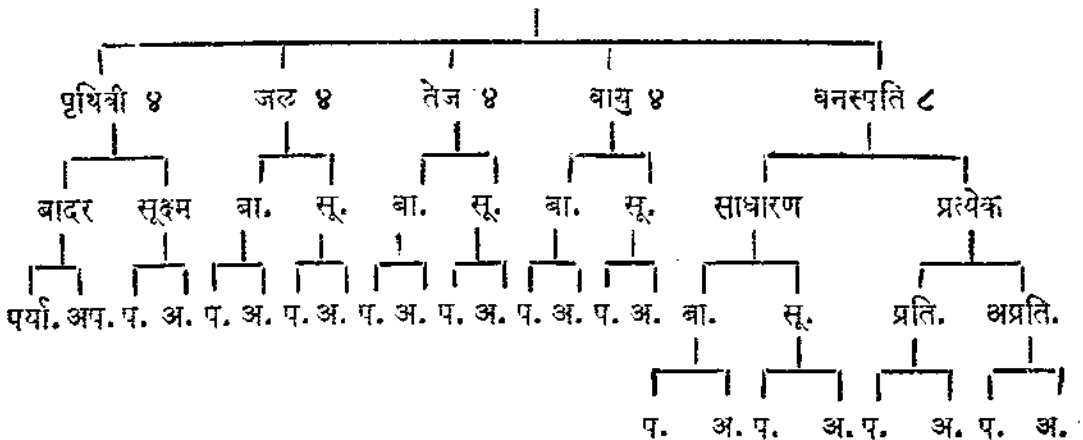 पृथिवी ४ जल ४ तेज ४ वायु ४ वनस्पति ८
बादर सूक्ष्म बा. सू. बा. सू. बा. सू. साधारण प्रत्येक
पर्या. अप. प. अ. प. अ. प. अ. प. अ. प. अ. प. अ. प. अ. बा. सू. प्रति. अप्रति.
प. अ. प. अ. प. अ. प. अ.